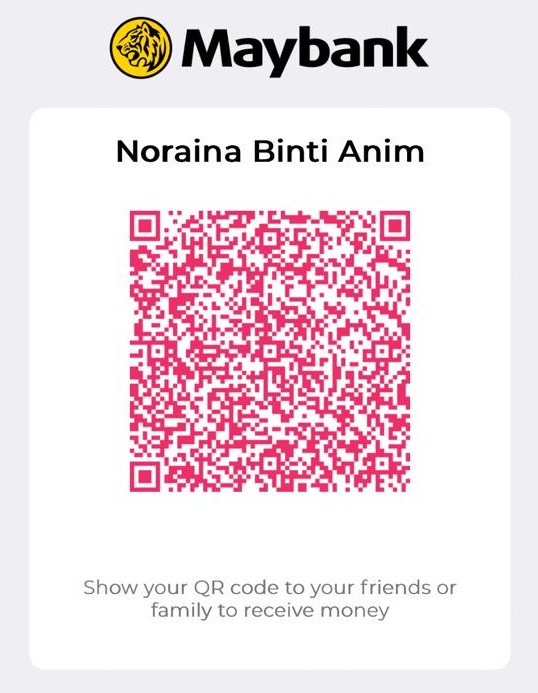 Maybank
Noraina Binti Anim
Show your QR code to your friends or
family to receive money